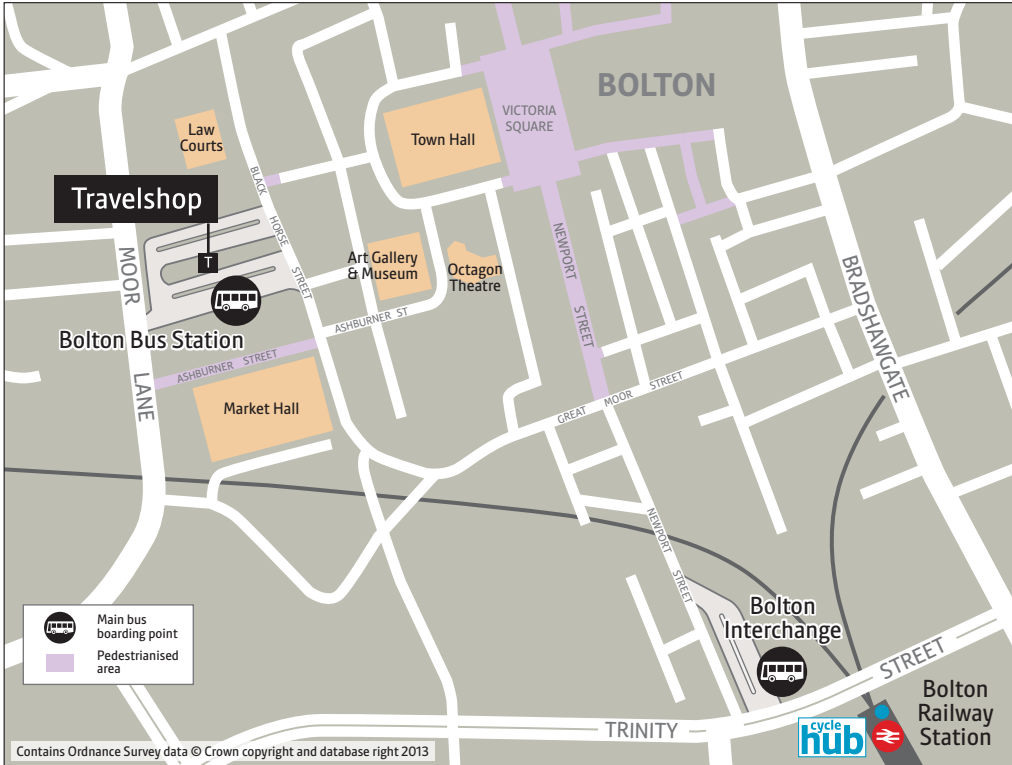 BOLTON
VICTORIA
SQUARE
Law
Courts
Town Hall
BLACK HORSE STREET
Travelshop
T
MOOR LANE
Art Gallery
& Museum
Octagon
Theatre
NEWPORT STREET
BRADSHAWGATE
Bolton Bus Station
ASHBURNER ST
ASHBURNER STREET
Market Hall
GREAT MOOR STREET
NEWPORT STREET
Bolton
Interchange
Main bus
boarding point
Pedestrianised
area
TRINITY STREET
cycle
hub
Bolton
Railway
Station
Contains Ordnance Survey data © Crown copyright and database right 2013